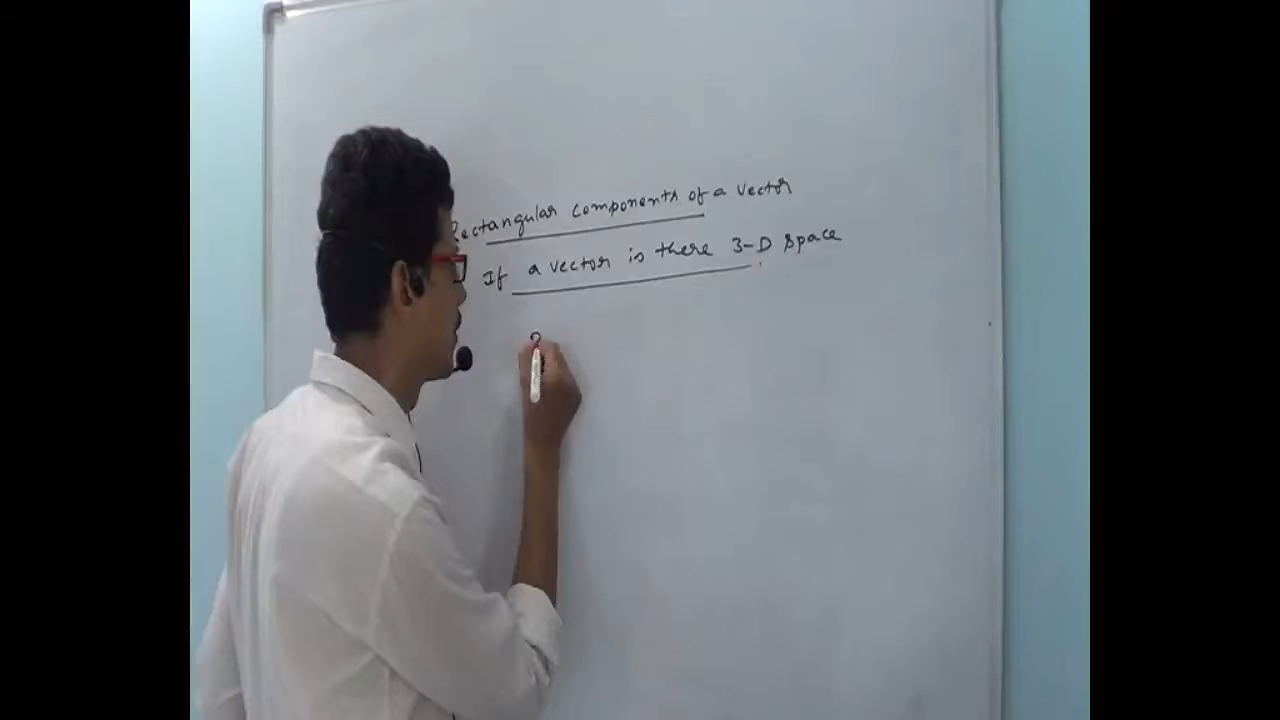 Rectangular components of a vector
If a vector is there 3-D space